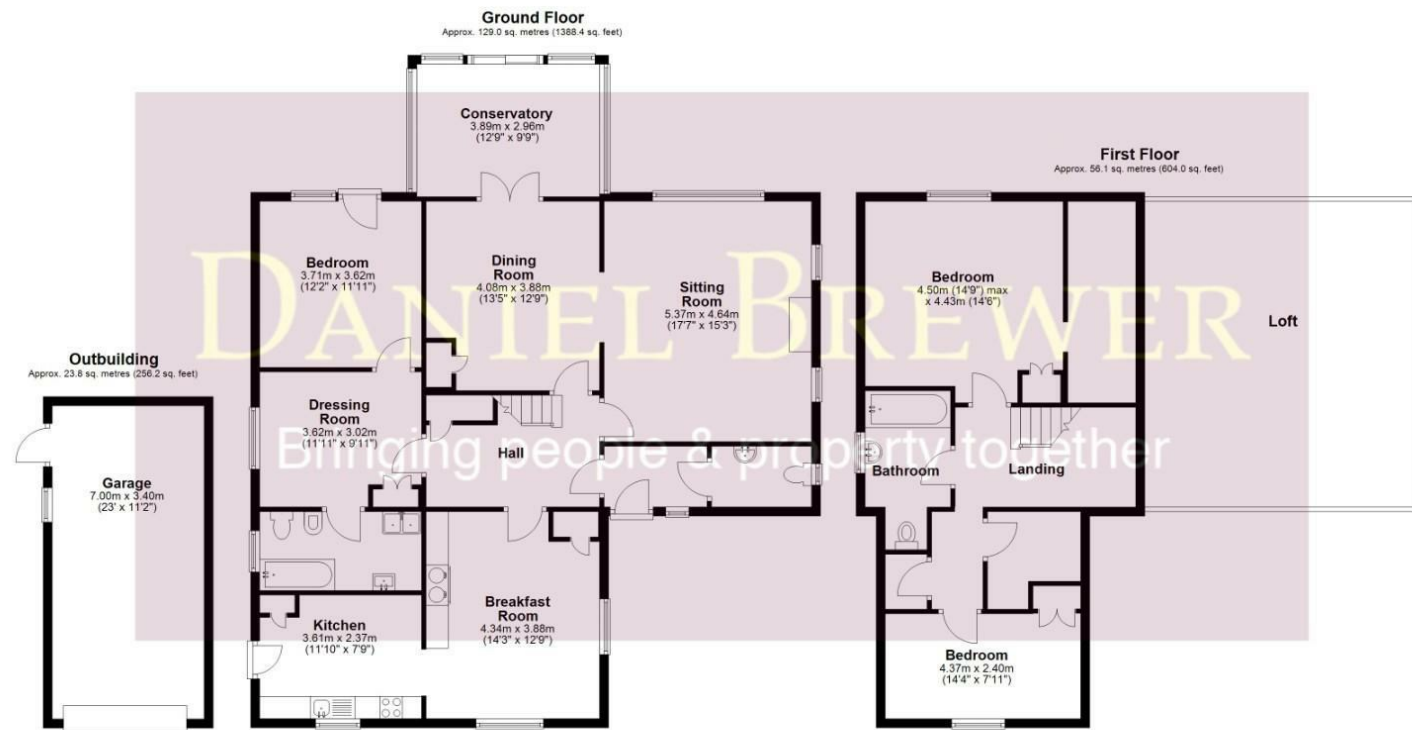 Ground Floor
Approx. 129.0 sq. metres (1388.4 sq. feet)
Conservatory
3.89m x 2.96m
(12'9" x 9'9")
First Floor
Approx. 56.1 sq. metres (604.0 sq. feet)
Bedroom
3.71m x 3.62m
(12'2" x 11'11")
Dining
Room
4.08m x 3.88m
(13'5" x 12'9")
Sitting
Room
5.37m x 4.64m
(17'7" x 15'3")
Bedroom
4.50m (14'9") max
x 4.43m (14'6")
Loft
DANIEL BREWER
Outbuilding
Approx. 23.8 sq. metres (256.2 sq. feet)
Dressing
Room
3.62m x 3.02m
(11'11" x 9'11")
Bringing people & property together
Hall
Bathroom
Landing
Garage
7.00m x 3.40m
(23' x 11'2")
Kitchen
3.61m x 2.37m
(11'10" x 7'9")
Breakfast
Room
4.34m x 3.88m
(14'3" x 12'9")
Bedroom
4.37m x 2.40m
(14'4" x 7'11")